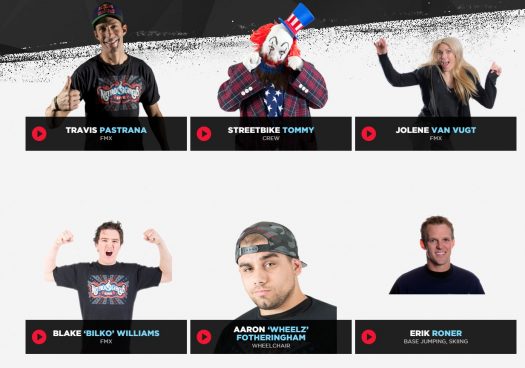 TRAVIS PASTRANA
FMX
STREETBIKE TOMMY
CREW
JOLENE VAN VUGT
FMX
BLAKE 'BILKO' WILLIAMS
FMX
AARON 'WHEELZ'
FOTHERINGHAM
WHEELCHAIR
ERIK RONER
BASE JUMPING, SKIING